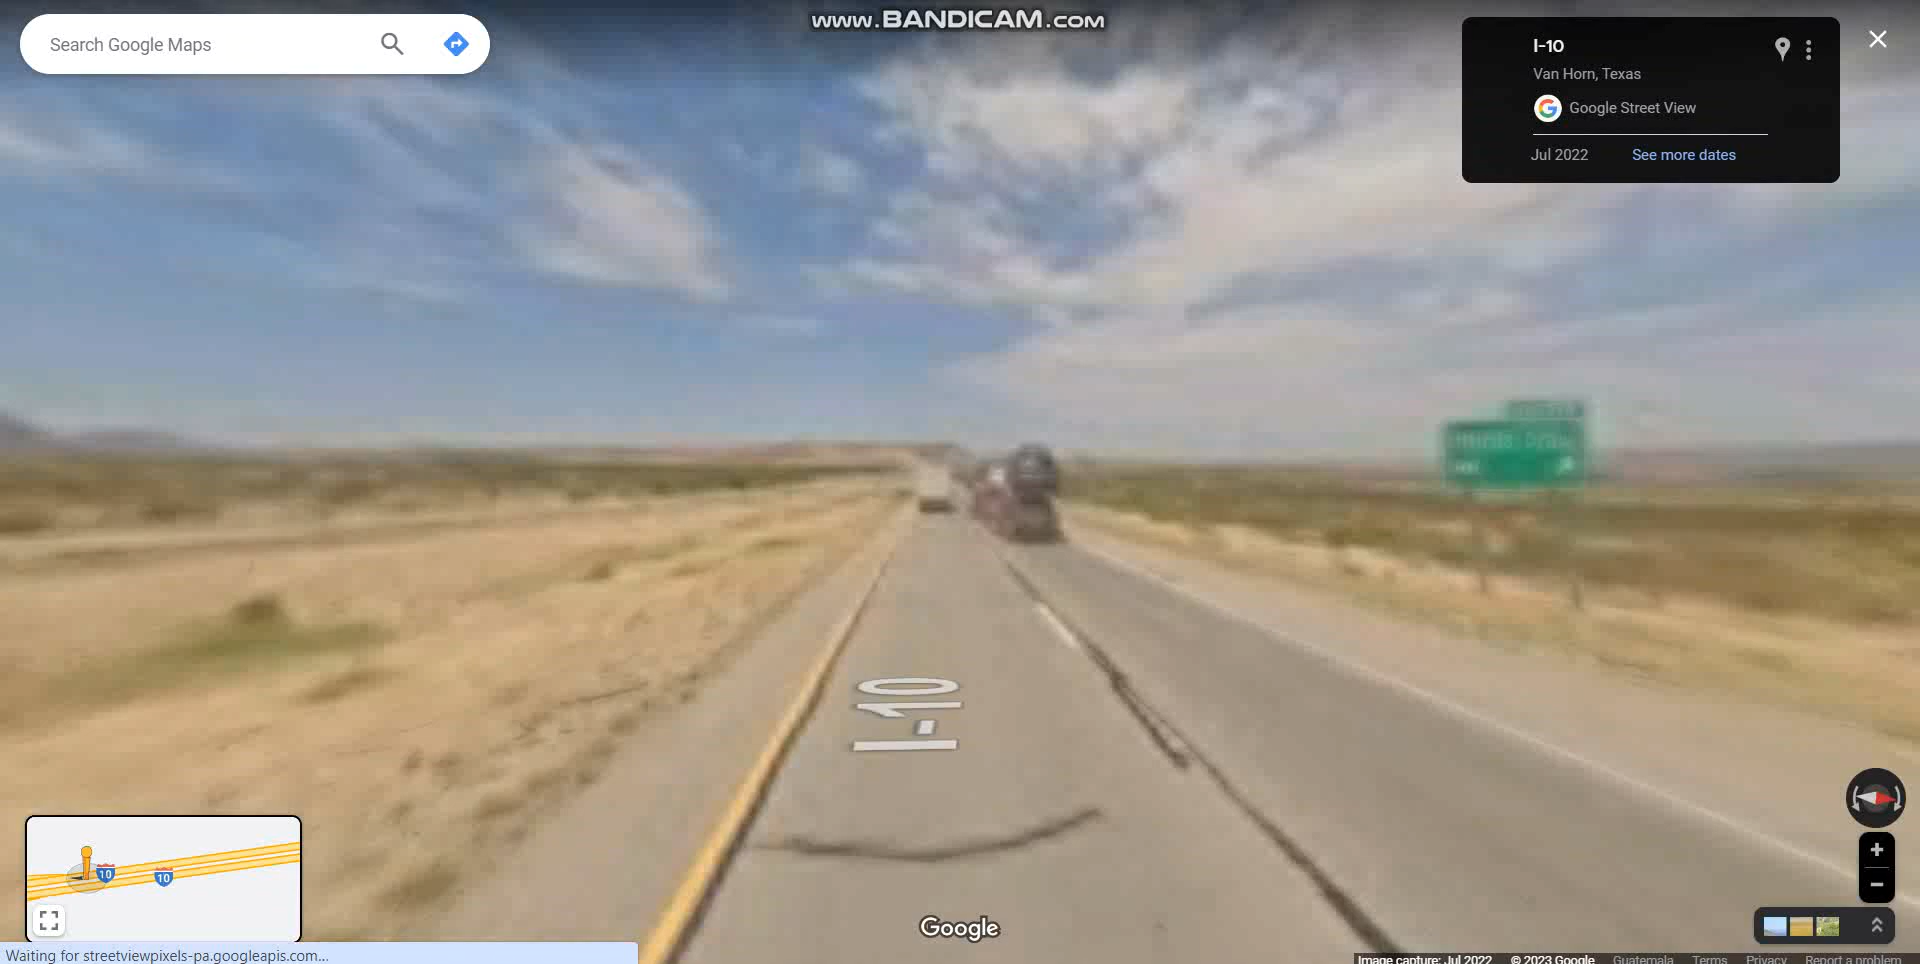 www.BANDICAM.com
Search Google Maps
I-10
Van Horn, Texas
Google Street View
Jul 2022
See more dates
I-10
10
10
Google
Waiting for streetviewpixels-pa.googleapis.com...
Image capture: Jul 2022 © 2023 Google Guatemala Terms Privacy Report a problem